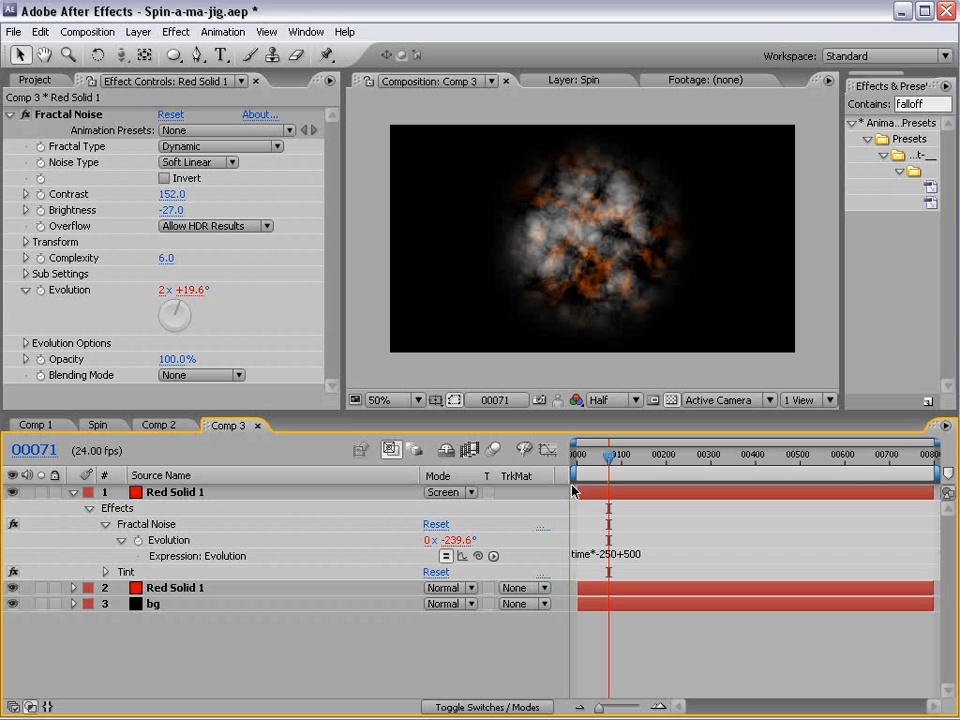 Adobe After Effects - Spin-a-ma-jig.aep *
File Edit Composition Layer Effect Animation View Window Help
Workspace: Standard
Project Effect Controls: Red Solid 1
Composition: Comp 3 Layer: Spin Footage: (none)
Effects & Prese
Comp 3 * Red Solid 1
Contains: falloff
Fractal Noise Reset About...
Animation Presets: None
* Anima...Presets
Fractal Type Dynamic
Presets
Noise Type Soft Linear
...t-__
Invert
Contrast 152.0
Brightness -27.0
Overflow Allow HDR Results
Transform
Complexity 6.0
Sub Settings
Evolution 2 x +19.6°
Evolution Options
Opacity 100.0%
Blending Mode None
50% 00071 Half Active Camera 1 View
Comp 1 Spin Comp 2 Comp 3
00071 (24.00 fps)
0000 00100 00200 00300 00400 00500 00600 00700 0080
# Source Name Mode T TrkMat
1 Red Solid 1 Screen
Effects
Fractal Noise Reset ...
Evolution 0 x -239.6°
Expression: Evolution time*-250+500
Tint Reset ...
2 Red Solid 1 Normal None
3 bg Normal None
Toggle Switches / Modes